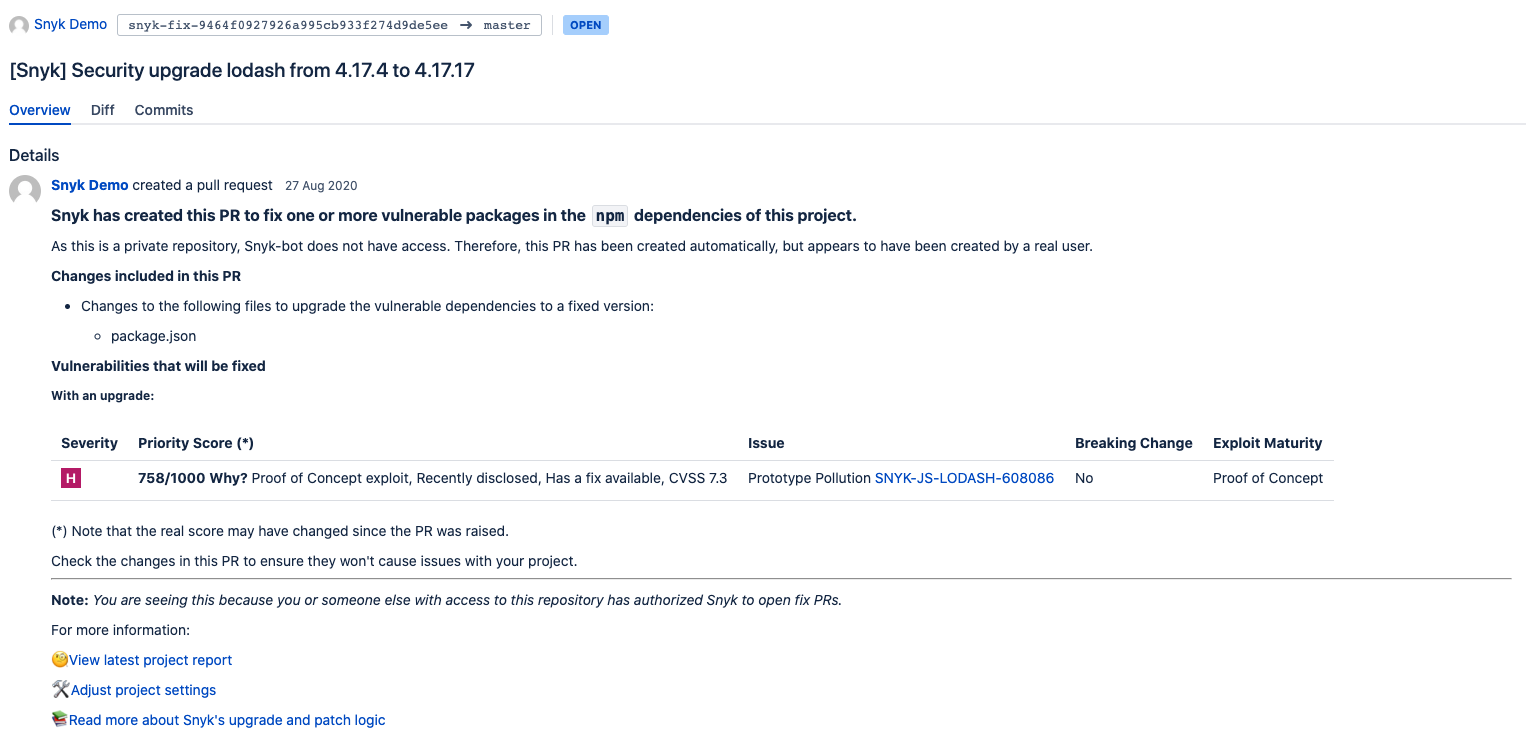 Snyk Demo snyk-fix-9464f0927926a995cb933f274d9de5ee → master OPEN
[Snyk] Security upgrade lodash from 4.17.4 to 4.17.17
Overview Diff Commits
Details
Snyk Demo created a pull request 27 Aug 2020
Snyk has created this PR to fix one or more vulnerable packages in the npm dependencies of this project.
As this is a private repository, Snyk-bot does not have access. Therefore, this PR has been created automatically, but appears to have been created by a real user.
Changes included in this PR
• Changes to the following files to upgrade the vulnerable dependencies to a fixed version:
◦ package.json
Vulnerabilities that will be fixed
With an upgrade:
Severity Priority Score (*) Issue Breaking Change Exploit Maturity
H 758/1000 Why? Proof of Concept exploit, Recently disclosed, Has a fix available, CVSS 7.3 Prototype Pollution SNYK-JS-LODASH-608086 No Proof of Concept
(*) Note that the real score may have changed since the PR was raised.
Check the changes in this PR to ensure they won't cause issues with your project.
Note: You are seeing this because you or someone else with access to this repository has authorized Snyk to open fix PRs.
For more information:
🧐View latest project report
🛠Adjust project settings
📚Read more about Snyk's upgrade and patch logic